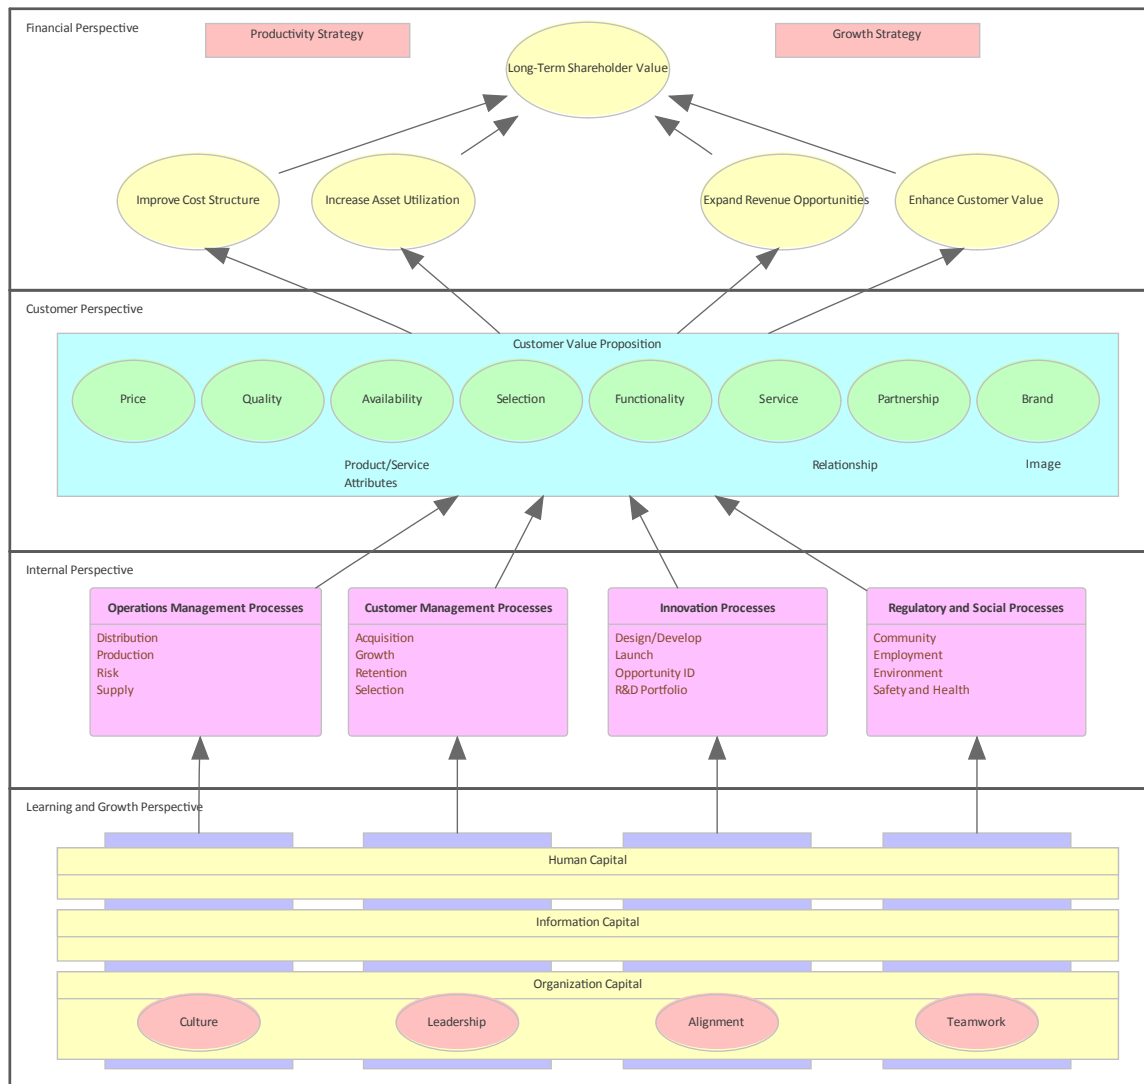 Financial Perspective
Productivity Strategy
Growth Strategy
Long-Term Shareholder Value
Improve Cost Structure
Increase Asset Utilization
Expand Revenue Opportunities
Enhance Customer Value
Customer Perspective
Customer Value Proposition
Price
Quality
Availability
Selection
Functionality
Service
Partnership
Brand
Product/Service
Attributes
Relationship
Image
Internal Perspective
Operations Management Processes
Distribution
Production
Risk
Supply
Customer Management Processes
Acquisition
Growth
Retention
Selection
Innovation Processes
Design/Develop
Launch
Opportunity ID
R&D Portfolio
Regulatory and Social Processes
Community
Employment
Environment
Safety and Health
Learning and Growth Perspective
Human Capital
Information Capital
Organization Capital
Culture
Leadership
Alignment
Teamwork